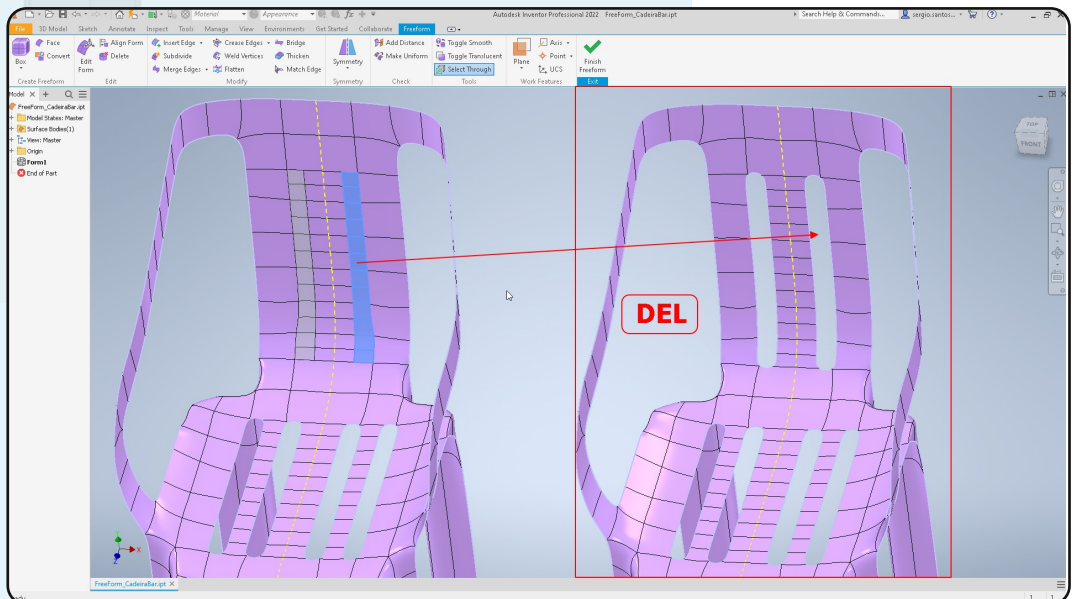 Material
Appearance
Autodesk Inventor Professional 2022 FreeForm_CadeiraBar.ipt
Search Help & Commands...
sergio.santos...
File 3D Model Sketch Annotate Inspect Tools Manage View Environments Get Started Collaborate Freeform
Box
Face
Convert
Create Freeform
Edit Form
Align Form
Delete
Edit
Insert Edge
Subdivide
Merge Edges
Crease Edges
Weld Vertices
Flatten
Bridge
Thicken
Match Edge
Modify
Symmetry
Symmetry
Add Distance
Make Uniform
Check
Toggle Smooth
Toggle Translucent
Select Through
Tools
Plane
Axis
Point
UCS
Work Features
Finish Freeform
Exit
Model
FreeForm_CadeiraBar.ipt
Model States: Master
Surface Bodies(1)
View: Master
Origin
Form1
End of Part
TOP
FRONT
DEL
X
Z
FreeForm_CadeiraBar.ipt
1 1